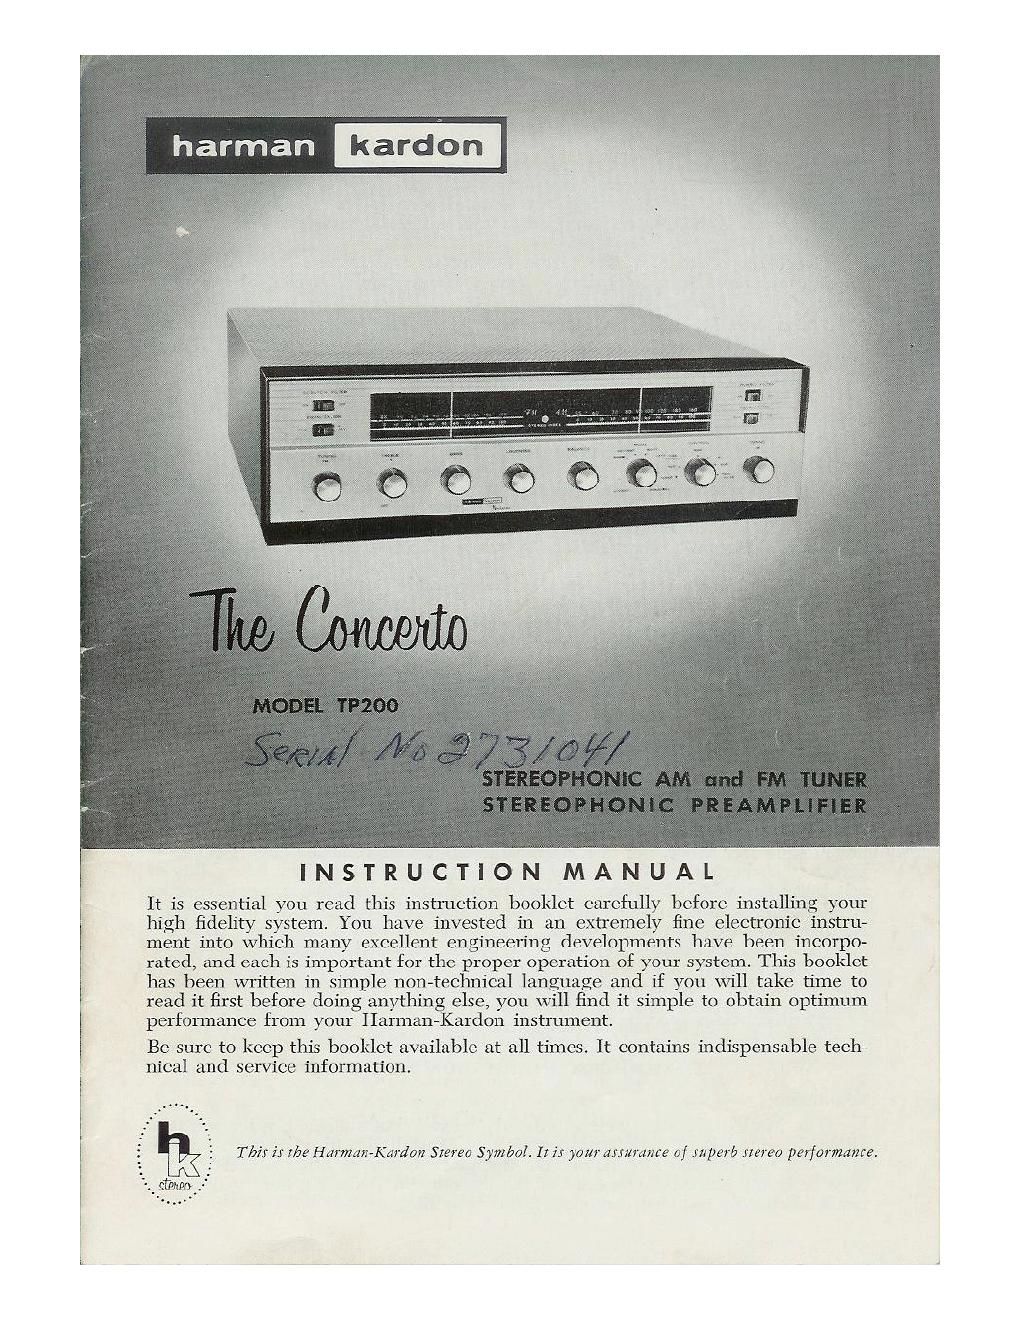 harman kardon
The Concerto
MODEL TP200
Serial No 2731041
STEREOPHONIC AM and FM TUNER
STEREOPHONIC PREAMPLIFIER
INSTRUCTION MANUAL
It is essential you read this instruction booklet carefully before installing your
high fidelity system. You have invested in an extremely fine electronic instru-
ment into which many excellent engineering developments have been incorpo-
rated, and each is important for the proper operation of your system. This booklet
has been written in simple non-technical language and if you will take time to
read it first before doing anything else, you will find it simple to obtain optimum
performance from your Harman-Kardon instrument.
Be sure to keep this booklet available at all times. It contains indispensable tech
nical and service information.
hk
stereo
This is the Harman-Kardon Stereo Symbol. It is your assurance of superb stereo performance.